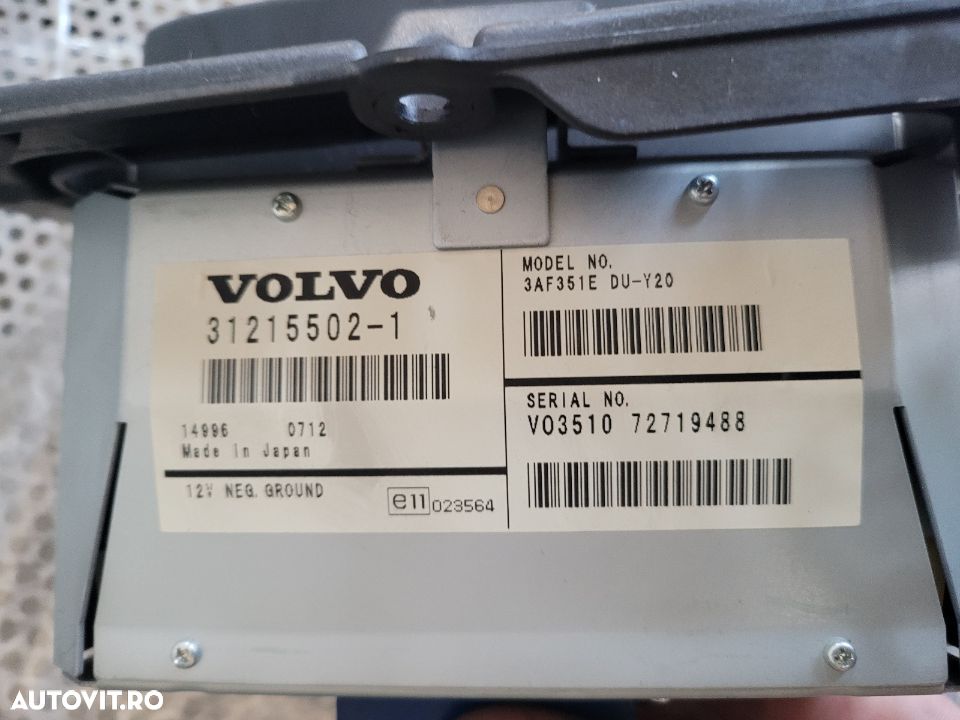 VOLVO
31215502-1
14996 0712
Made in Japan
12V NEG. GROUND
e11 023564
MODEL NO.
3AF351E DU-Y20
SERIAL NO.
VO3510 72719488
AUTOVIT.RO